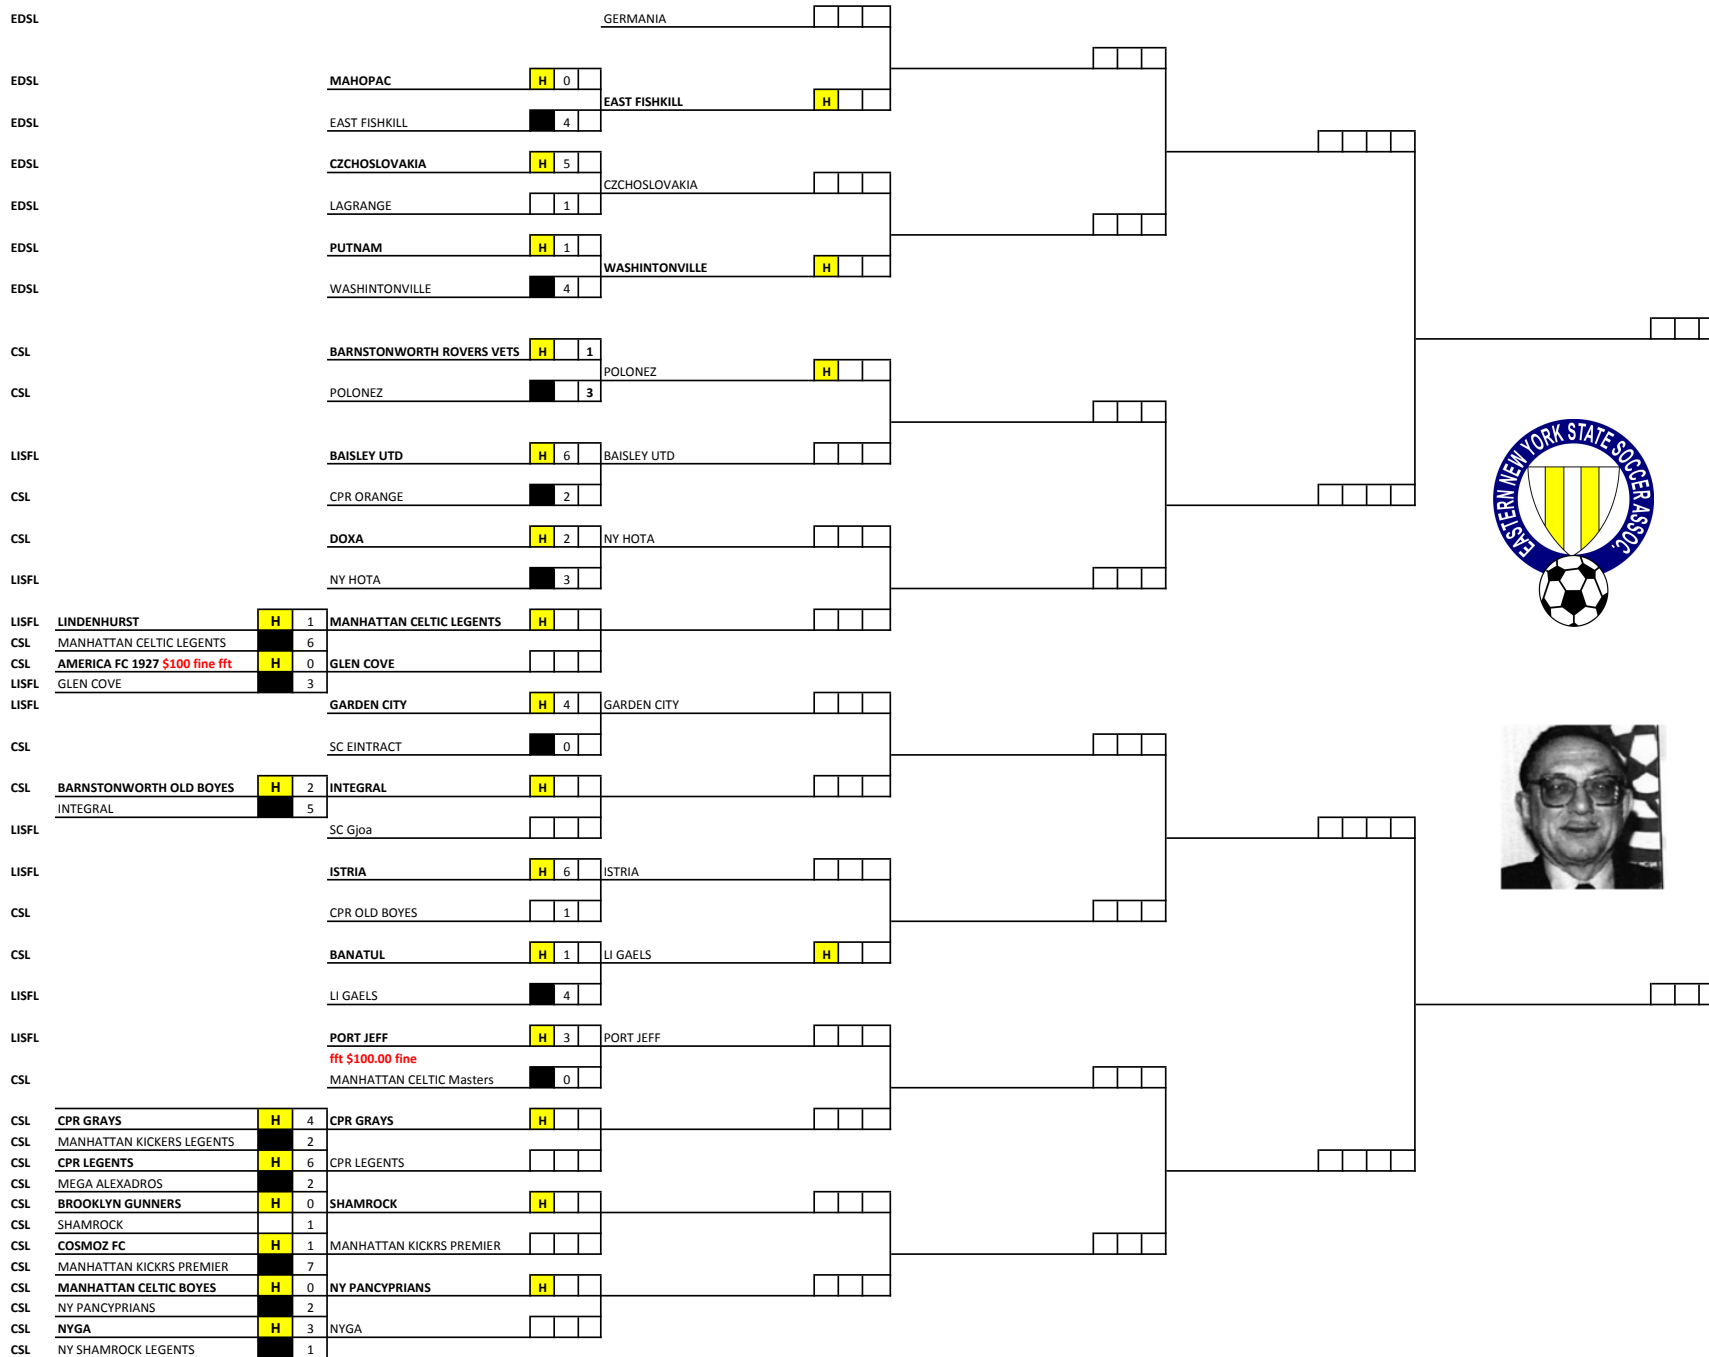 EDSL GERMANIA
EDSL MAHOPAC H 0
EAST FISHKILL H
EDSL EAST FISHKILL 4
EDSL CZCHOSLOVAKIA H 5
CZCHOSLOVAKIA
EDSL LAGRANGE 1
EDSL PUTNAM H 1
WASHINTONVILLE H
EDSL WASHINTONVILLE 4
CSL BARNSTONWORTH ROVERS VETS H 1
POLONEZ H
CSL POLONEZ 3
LISFL BAISLEY UTD H 6 BAISLEY UTD
CSL CPR ORANGE 2
CSL DOXA H 2 NY HOTA
LISFL NY HOTA 3
LISFL LINDENHURST H 1 MANHATTAN CELTIC LEGENTS H
CSL MANHATTAN CELTIC LEGENTS 6
CSL AMERICA FC 1927 $100 fine fft H 0 GLEN COVE
LISFL GLEN COVE 3
LISFL GARDEN CITY H 4 GARDEN CITY
CSL SC EINTRACT 0
CSL BARNSTONWORTH OLD BOYES H 2 INTEGRAL H
INTEGRAL 5
LISFL SC Gjoa
LISFL ISTRIA H 6 ISTRIA
CSL CPR OLD BOYES 1
CSL BANATUL H 1 LI GAELS H
LISFL LI GAELS 4
LISFL PORT JEFF H 3 PORT JEFF
fft $100.00 fine
CSL MANHATTAN CELTIC Masters 0
CSL CPR GRAYS H 4 CPR GRAYS H
CSL MANHATTAN KICKERS LEGENTS 2
CSL CPR LEGENTS H 6 CPR LEGENTS
CSL MEGA ALEXADROS 2
CSL BROOKLYN GUNNERS H 0 SHAMROCK H
CSL SHAMROCK 1
CSL COSMOZ FC H 1 MANHATTAN KICKRS PREMIER
CSL MANHATTAN KICKRS PREMIER 7
CSL MANHATTAN CELTIC BOYES H 0 NY PANCYPRIANS H
CSL NY PANCYPRIANS 2
CSL NYGA H 3 NYGA
CSL NY SHAMROCK LEGENTS 1
EASTERN NEW YORK STATE SOCCER ASSOC.